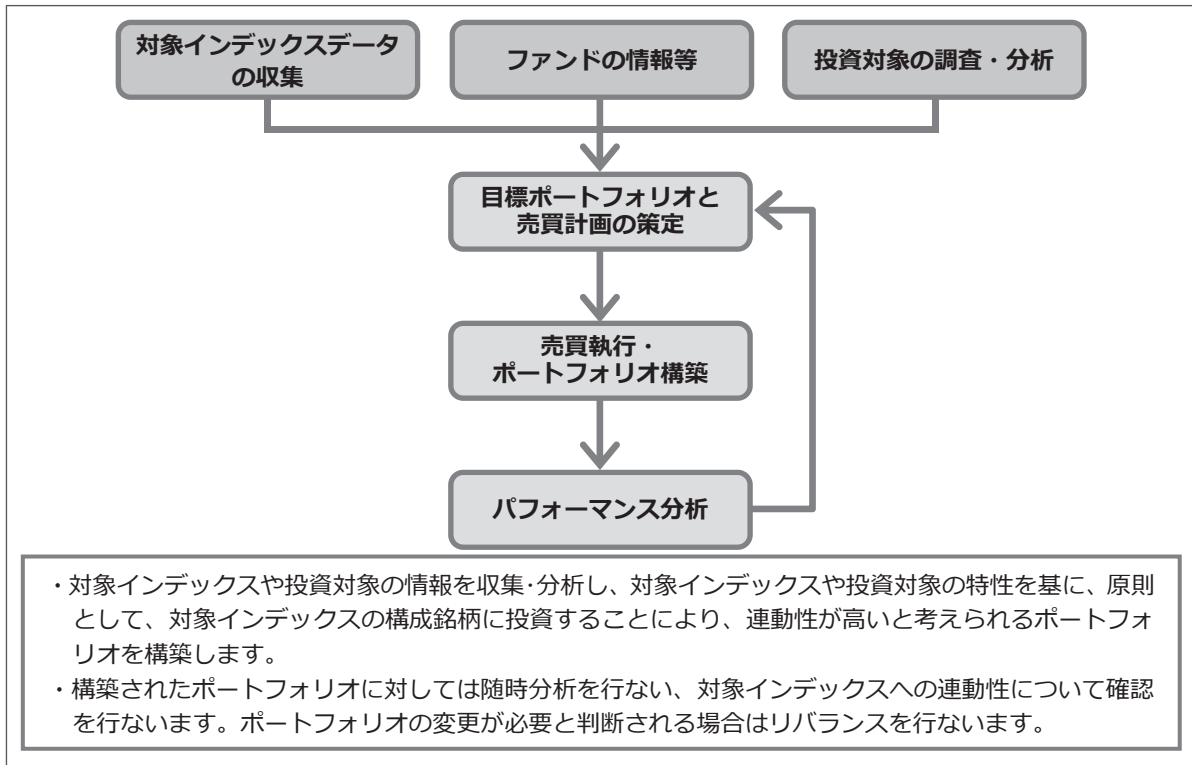 対象インデックスデータ
の収集
ファンドの情報等
投資対象の調査・分析
目標ポートフォリオと
売買計画の策定
売買執行・
ポートフォリオ構築
パフォーマンス分析
・対象インデックスや投資対象の情報を収集・分析し、対象インデックスや投資対象の特性を基に、原則
として、対象インデックスの構成銘柄に投資することにより、連動性が高いと考えられるポートフォ
リオを構築します。
・構築されたポートフォリオに対しては随時分析を行ない、対象インデックスへの連動性について確認
を行ないます。ポートフォリオの変更が必要と判断される場合はリバランスを行ないます。